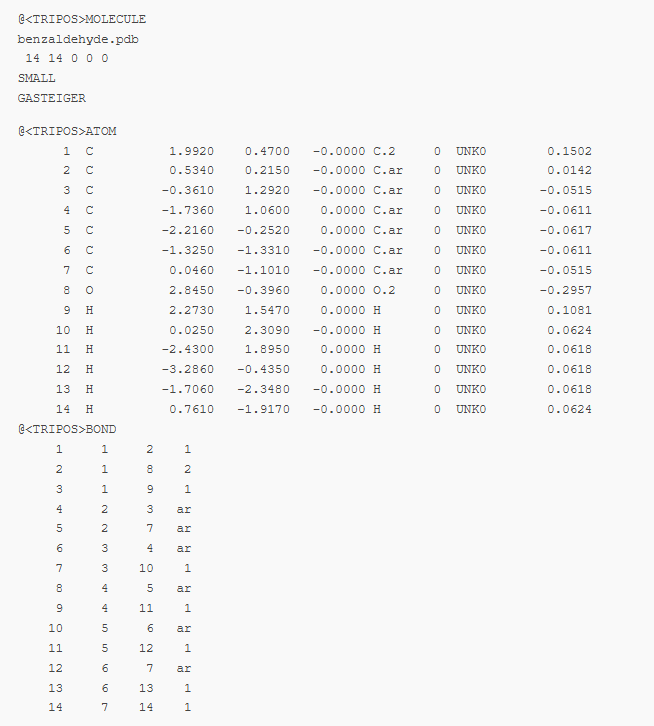 @<TRIPOS>MOLECULE
benzaldehyde.pdb
 14 14 0 0 0
SMALL
GASTEIGER

@<TRIPOS>ATOM
      1  C           1.9920    0.4700   -0.0000 C.2     0  UNK0        0.1502
      2  C           0.5340    0.2150   -0.0000 C.ar    0  UNK0        0.0142
      3  C          -0.3610    1.2920   -0.0000 C.ar    0  UNK0       -0.0515
      4  C          -1.7360    1.0600    0.0000 C.ar    0  UNK0       -0.0611
      5  C          -2.2160   -0.2520    0.0000 C.ar    0  UNK0       -0.0617
      6  C          -1.3250   -1.3310    0.0000 C.ar    0  UNK0       -0.0611
      7  C           0.0460   -1.1010    0.0000 C.ar    0  UNK0       -0.0515
      8  O           2.8450   -0.3960    0.0000 O.2     0  UNK0       -0.2957
      9  H           2.2730    1.5470    0.0000 H       0  UNK0        0.1081
     10  H           0.0250    2.3090   -0.0000 H       0  UNK0        0.0624
     11  H          -2.4300    1.8950    0.0000 H       0  UNK0        0.0618
     12  H          -3.2860   -0.4350    0.0000 H       0  UNK0        0.0618
     13  H          -1.7060   -2.3480   -0.0000 H       0  UNK0        0.0618
     14  H           0.7610   -1.9170   -0.0000 H       0  UNK0        0.0624
@<TRIPOS>BOND
     1     1     2    1
     2     1     8    2
     3     1     9    1
     4     2     3   ar
     5     2     7   ar
     6     3     4   ar
     7     3    10    1
     8     4     5   ar
     9     4    11    1
    10     5     6   ar
    11     5    12    1
    12     6     7   ar
    13     6    13    1
    14     7    14    1